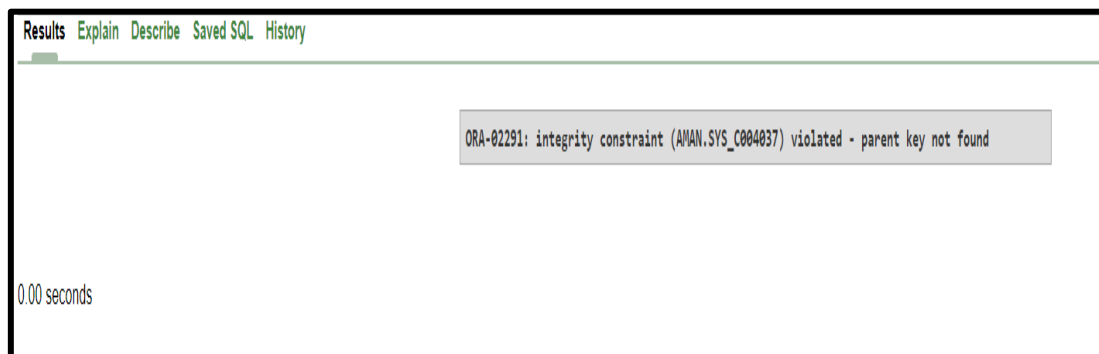 Results Explain Describe Saved SQL History
ORA-02291: integrity constraint (AMAN.SYS_C004037) violated - parent key not found
0.00 seconds